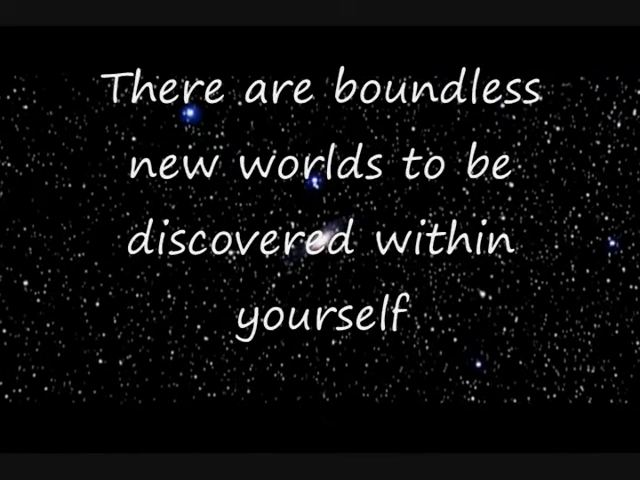 There are boundless
new worlds to be
discovered within
yourself